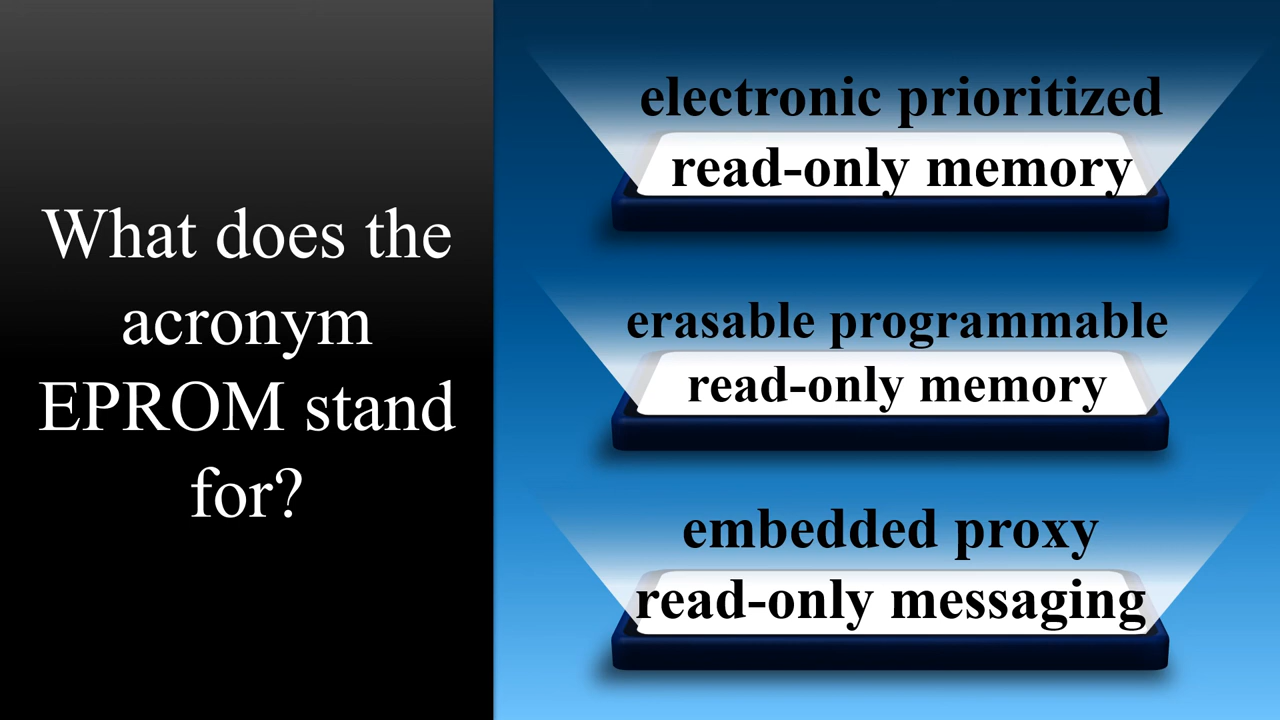 What does the
acronym
EPROM stand
for?
electronic prioritized
read-only memory
erasable programmable
read-only memory
embedded proxy
read-only messaging